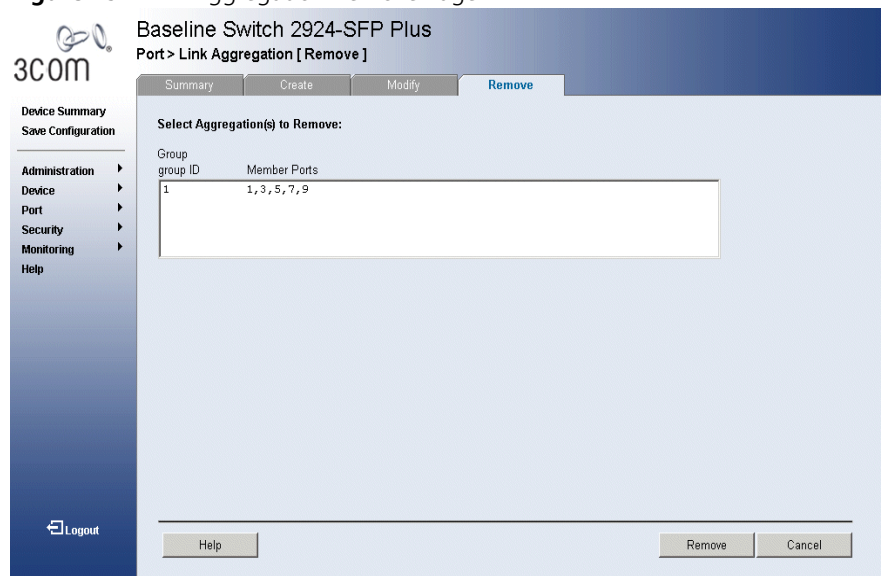 Baseline Switch 2924-SFP Plus
Port > Link Aggregation [ Remove ]
3COM
Summary Create Modify Remove
Device Summary
Save Configuration
Administration
Device
Port
Security
Monitoring
Help
Logout
Select Aggregation(s) to Remove:
Group
group ID Member Ports
1 1,3,5,7,9
Help Remove Cancel